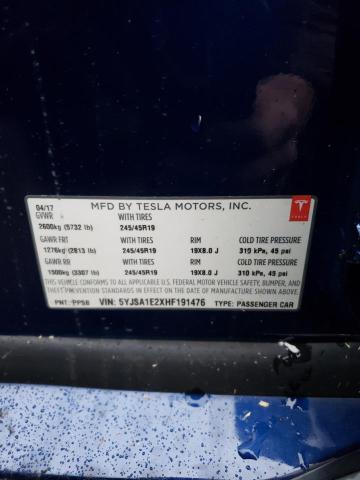 04/17 MFD BY TESLA MOTORS, INC.
GVWR WITH TIRES
2600kg (5732 lb) 245/45R19
GAWR FRT WITH TIRES RIM COLD TIRE PRESSURE
1276kg (2813 lb) 245/45R19 19X8.0 J 310 kPa, 45 psi
GAWR RR WITH TIRES RIM COLD TIRE PRESSURE
1500kg (3307 lb) 245/45R19 19X8.0 J 310 kPa, 45 psi
THIS VEHICLE CONFORMS TO ALL APPLICABLE U.S. FEDERAL MOTOR VEHICLE SAFETY, BUMPER, AND THEFT PREVENTION STANDARDS IN EFFECT ON THE DATE OF MANUFACTURE SHOWN ABOVE.
PNT: PPSB VIN: 5YJSA1E2XHF191476 TYPE: PASSENGER CAR
TESLA